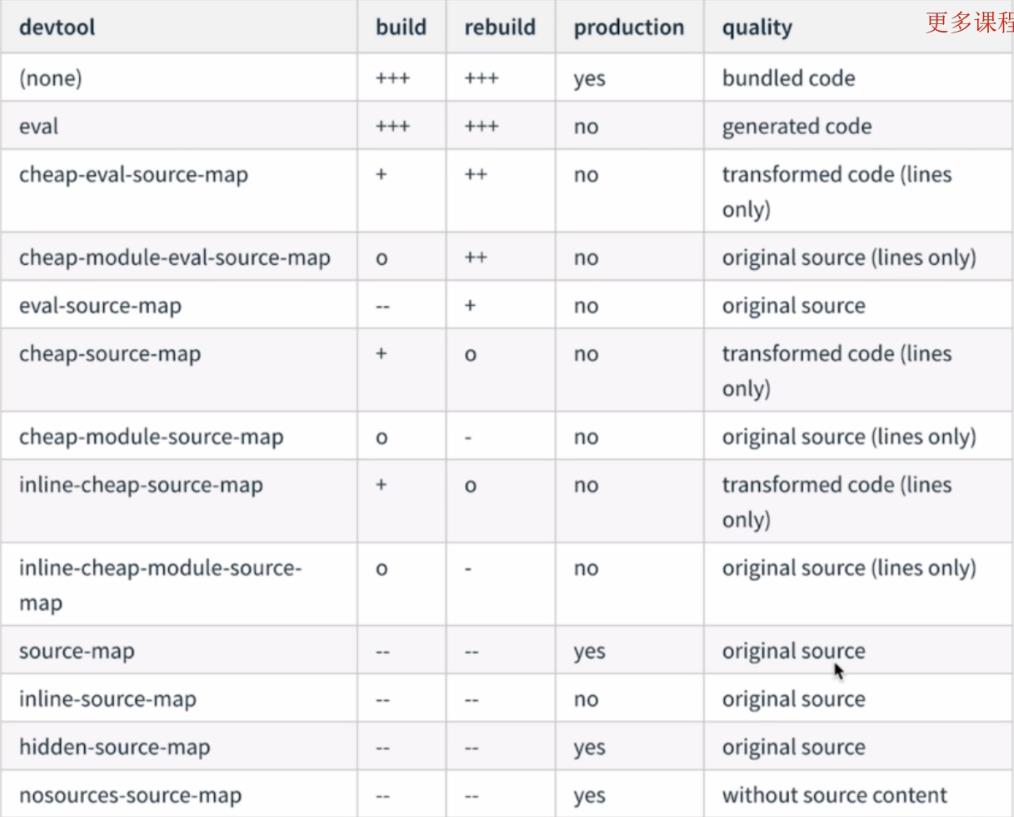 devtool build rebuild production quality 更多课程
(none) +++ +++ yes bundled code
eval +++ +++ no generated code
cheap-eval-source-map + ++ no transformed code (lines
only)
cheap-module-eval-source-map o ++ no original source (lines only)
eval-source-map -- + no original source
cheap-source-map + o no transformed code (lines
only)
cheap-module-source-map o - no original source (lines only)
inline-cheap-source-map + o no transformed code (lines
only)
inline-cheap-module-source- o - no original source (lines only)
map
source-map -- -- yes original source
inline-source-map -- -- no original source
hidden-source-map -- -- yes original source
nosources-source-map -- -- yes without source content